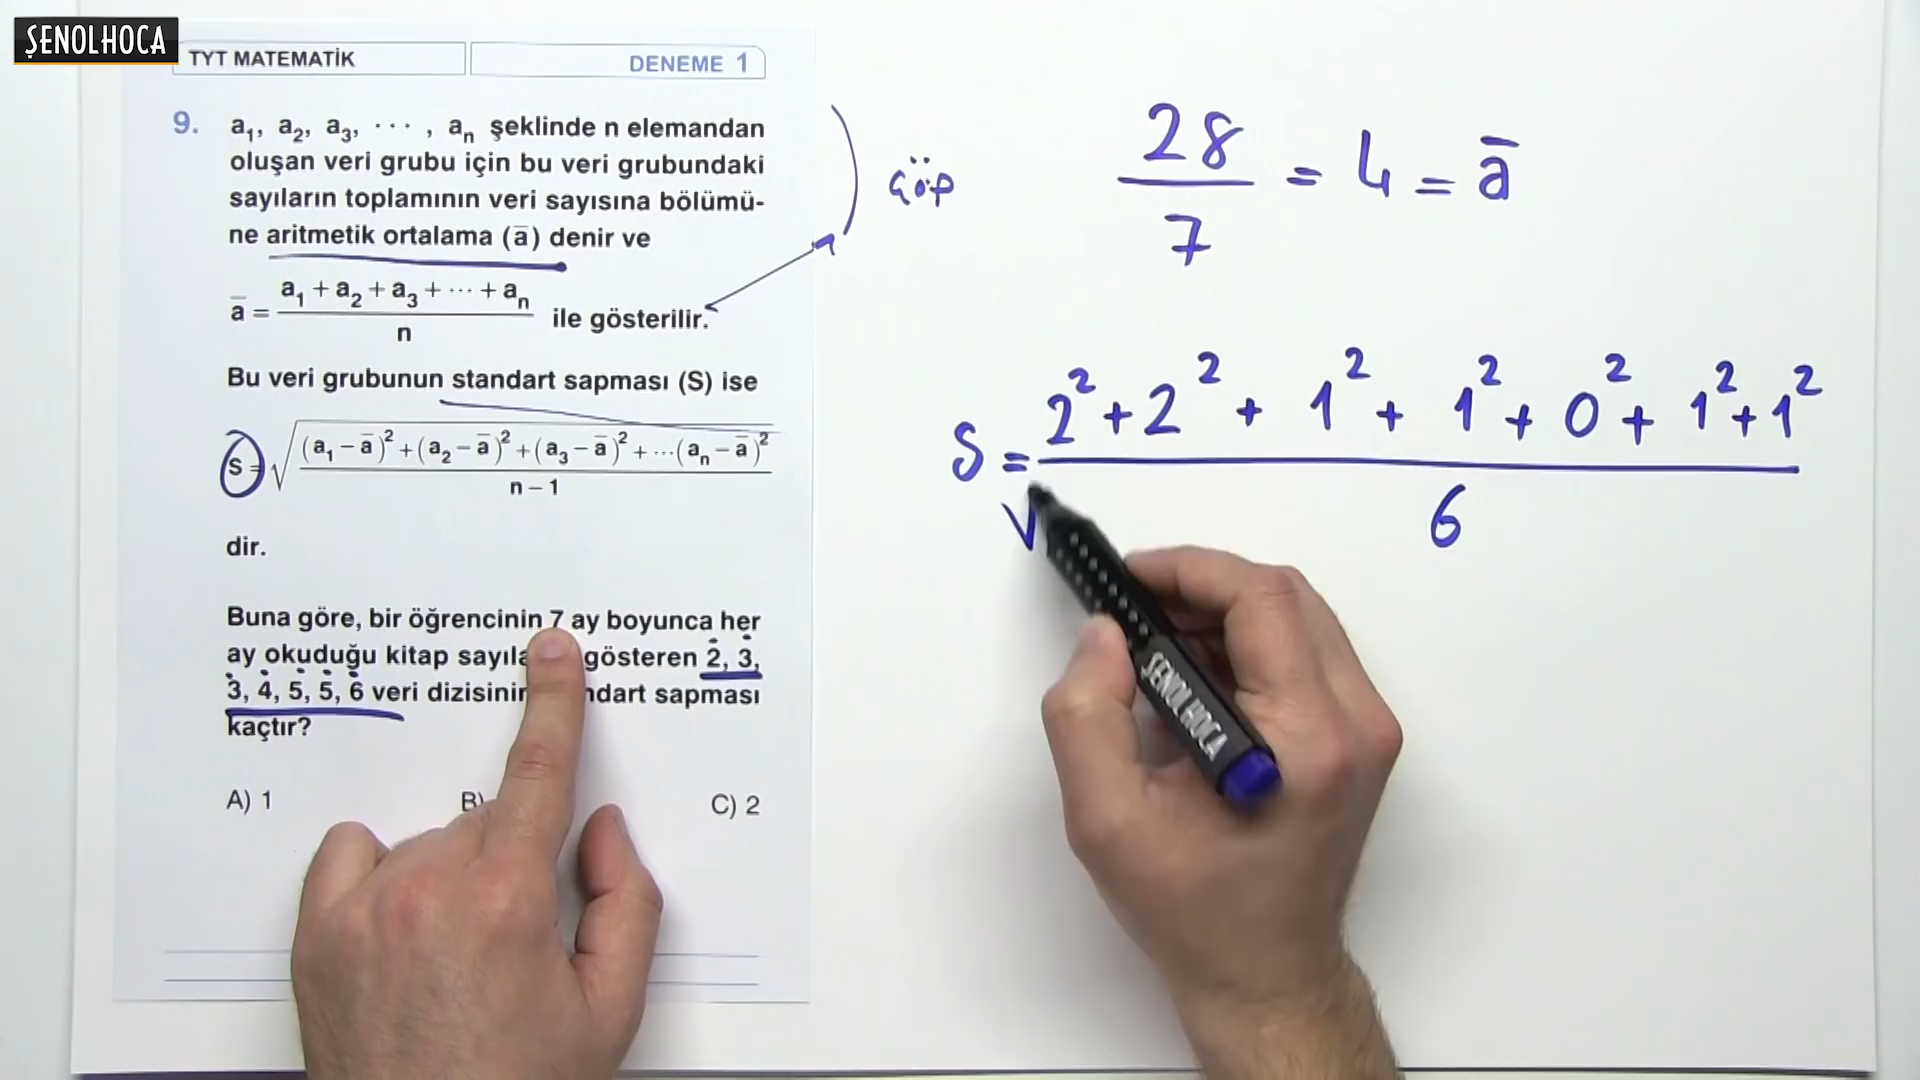 ŞENOLHOCA
TYT MATEMATİK
DENEME 1
9. a₁, a₂, a₃, ··· , aₙ şeklinde n elemandan
oluşan veri grubu için bu veri grubundaki
sayıların toplamının veri sayısına bölümü-
ne aritmetik ortalama (ā) denir ve
ā = (a₁ + a₂ + a₃ + ··· + aₙ) / n ile gösterilir.
Bu veri grubunun standart sapması (S) ise
S = √(((a₁ − ā)² + (a₂ − ā)² + (a₃ − ā)² + ···(aₙ − ā)²) / (n − 1))
dir.
Buna göre, bir öğrencinin 7 ay boyunca her
ay okuduğu kitap gösteren 2, 3,
3, 4, 5, 5, 6 veri dizisinin sapması
kaçtır?
A) 1
B)
C) 2
Çöp
28/7 = 4 = ā
S = (2² + 2² + 1² + 1² + 0² + 1² + 1²) / 6
ŞENOL HOCA